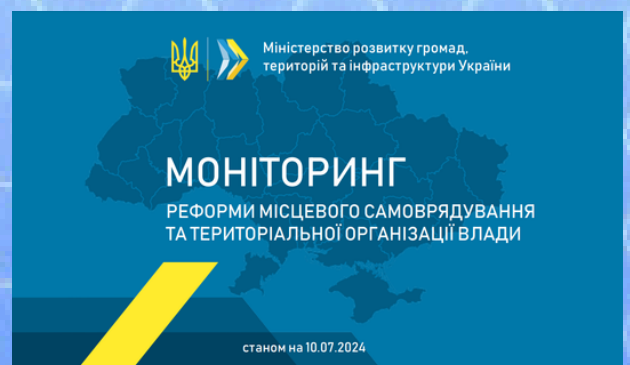 Міністерство розвитку громад,
територій та інфраструктури України
МОНІТОРИНГ
РЕФОРМИ МІСЦЕВОГО САМОВРЯДУВАННЯ
ТА ТЕРИТОРІАЛЬНОЇ ОРГАНІЗАЦІЇ ВЛАДИ
станом на 10.07.2024